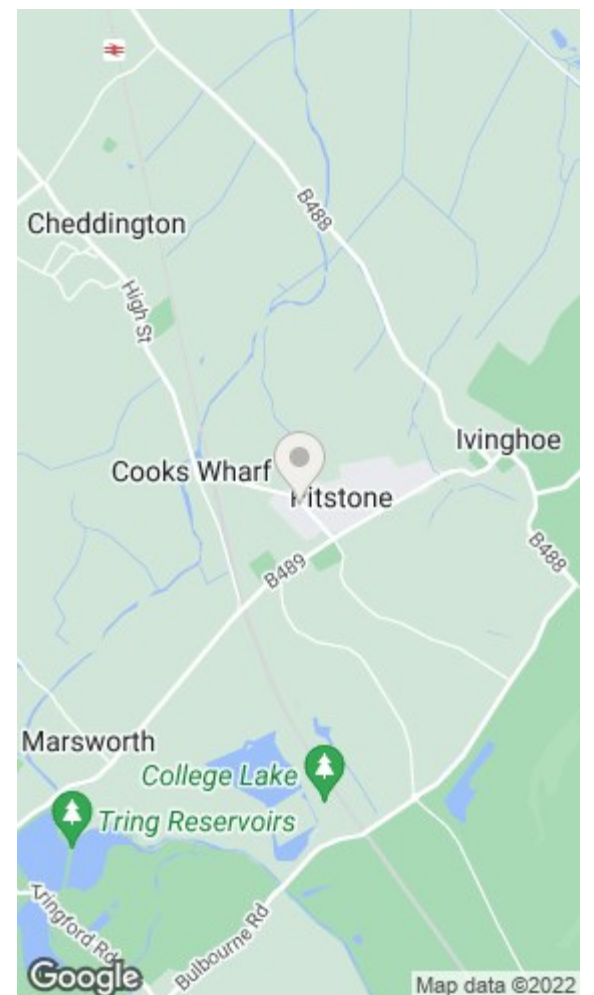 B488
Cheddington
High St
Ivinghoe
Cooks Wharf
Pitstone
B488
B489
Marsworth
College Lake
Tring Reservoirs
Tringford Rd
Bulbourne Rd
Google
Map data ©2022